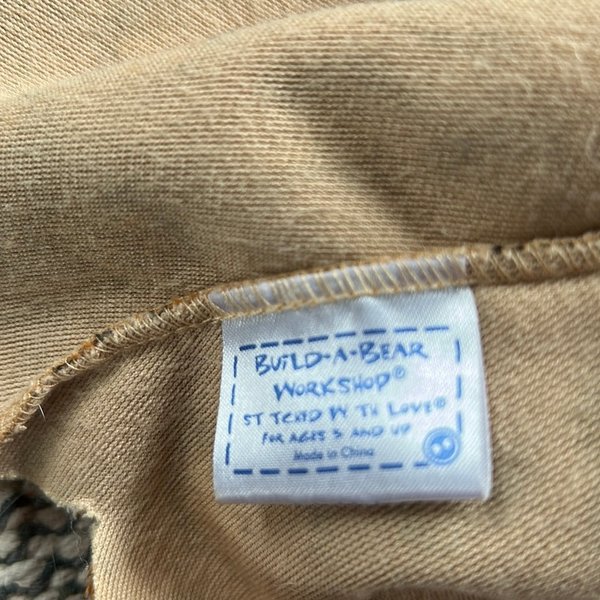 BUILD-A-BEAR
WORKSHOP®
ST TCHD W TH LOVE®
FOR AGES 3 AND UP
Made in China